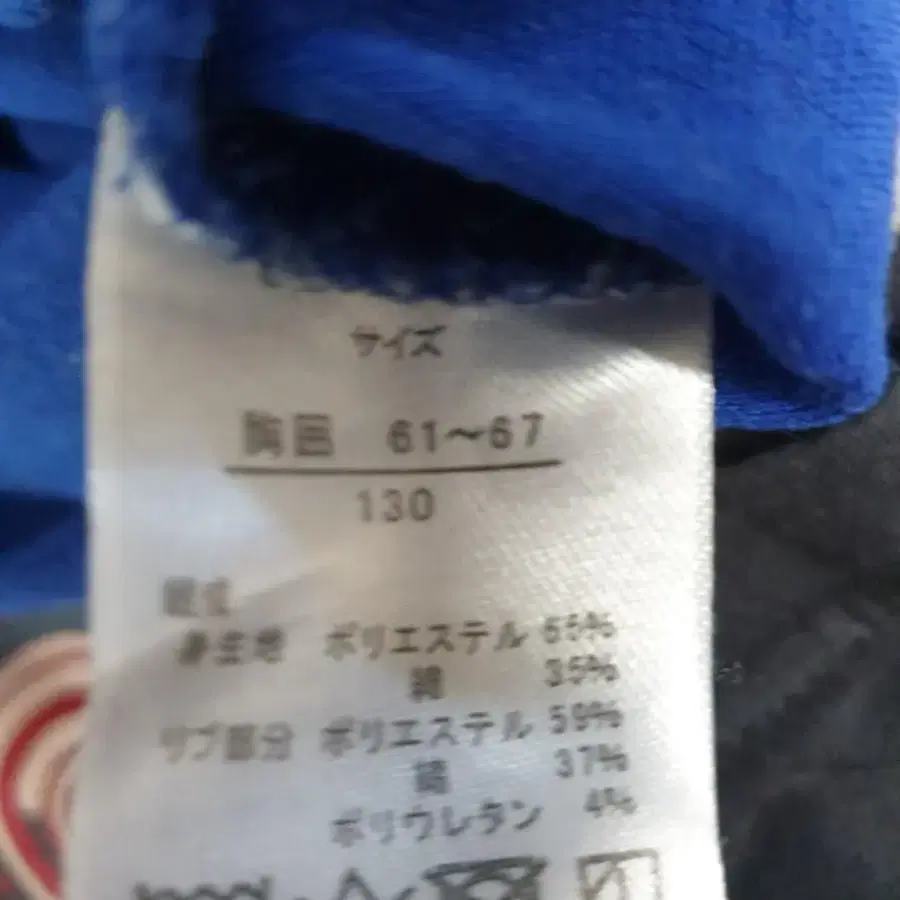 サイズ
胸囲 61～67
130
組成
身生地 ポリエステル 65%
綿 35%
リブ部分 ポリエステル 59%
綿 37%
ポリウレタン 4%